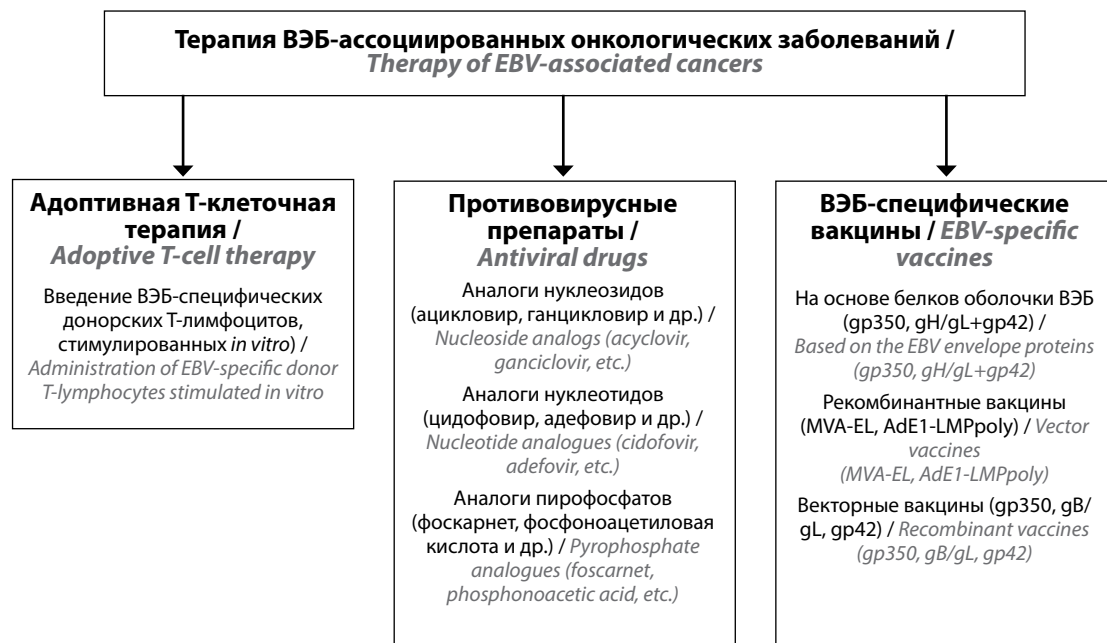 Терапия ВЭБ-ассоциированных онкологических заболеваний /
Therapy of EBV-associated cancers
Адоптивная Т-клеточная
терапия /
Adoptive T-cell therapy
Введение ВЭБ-специфических
донорских Т-лимфоцитов,
стимулированных in vitro) /
Administration of EBV-specific donor
T-lymphocytes stimulated in vitro
Противовирусные
препараты /
Antiviral drugs
Аналоги нуклеозидов
(ацикловир, ганцикловир и др.) /
Nucleoside analogs (acyclovir,
ganciclovir, etc.)
Аналоги нуклеотидов
(цидофовир, адефовир и др.) /
Nucleotide analogues (cidofovir,
adefovir, etc.)
Аналоги пирофосфатов
(фоскарнет, фосфоноацетиловая
кислота и др.) / Pyrophosphate
analogues (foscarnet,
phosphonoacetic acid, etc.)
ВЭБ-специфические
вакцины / EBV-specific
vaccines
На основе белков оболочки ВЭБ
(gp350, gH/gL+gp42) /
Based on the EBV envelope proteins
(gp350, gH/gL+gp42)
Рекомбинантные вакцины
(MVA-EL, AdE1-LMPpoly) / Vector
vaccines
(MVA-EL, AdE1-LMPpoly)
Векторные вакцины (gp350, gB/
gL, gp42) / Recombinant vaccines
(gp350, gB/gL, gp42)